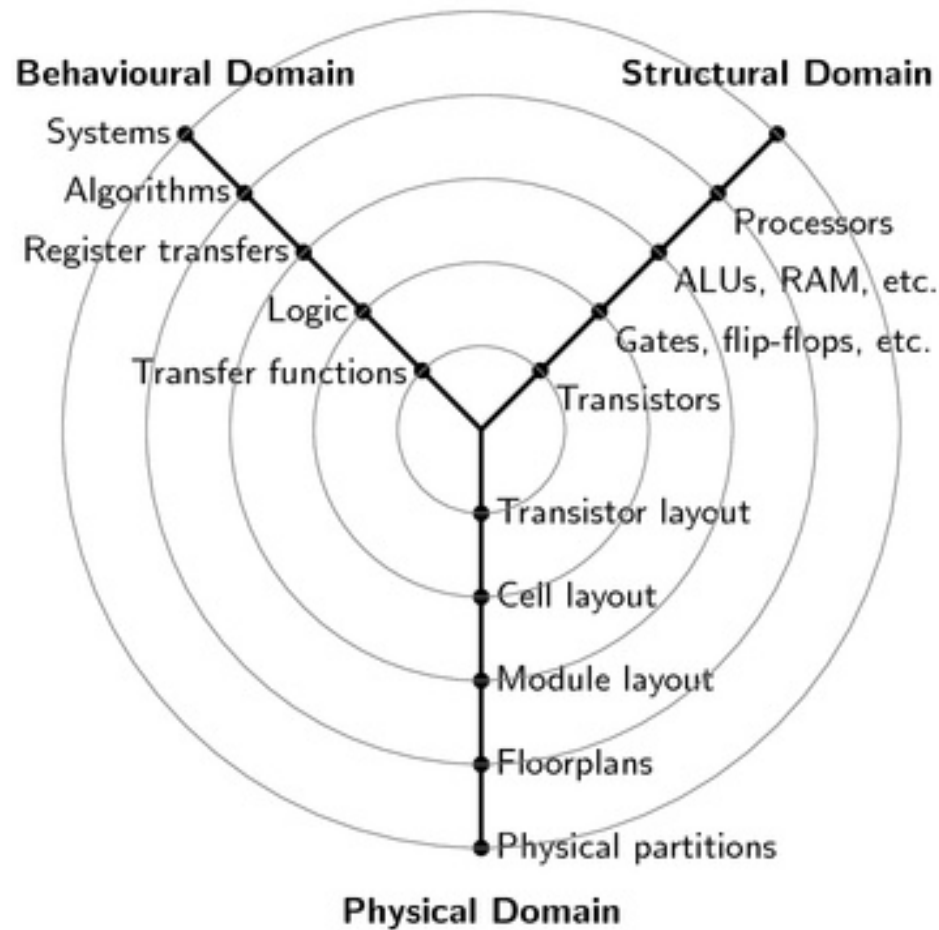 Behavioural Domain
Structural Domain
Systems
Algorithms
Processors
Register transfers
ALUs, RAM, etc.
Logic
Gates, flip-flops, etc.
Transfer functions
Transistors
Transistor layout
Cell layout
Module layout
Floorplans
Physical partitions
Physical Domain